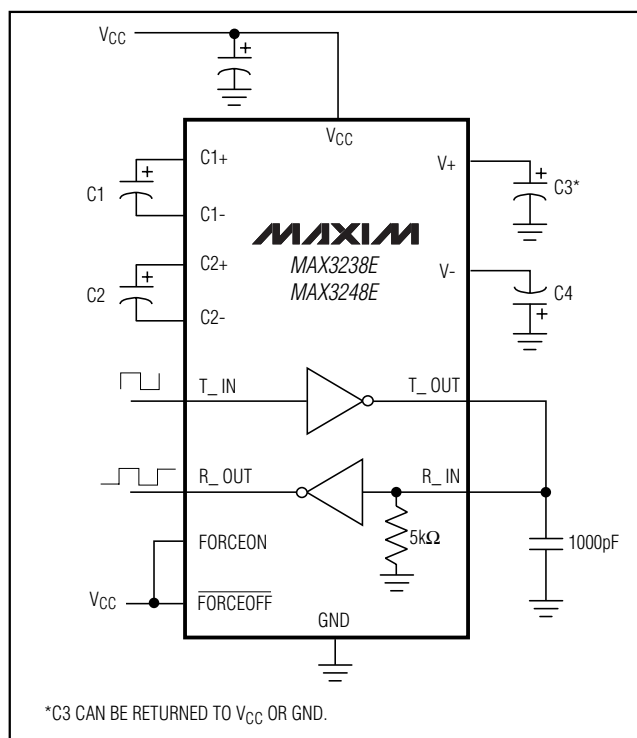 VCC
+
VCC
C1+
V+
C1
+
+
C3*
C1-
MAXIM
C2+
MAX3238E
V-
MAX3248E
C2
+
C4
C2-
+
T_ IN
T_ OUT
R_ OUT
R_ IN
5kΩ
1000pF
FORCEON
VCC
FORCEOFF
GND
*C3 CAN BE RETURNED TO VCC OR GND.